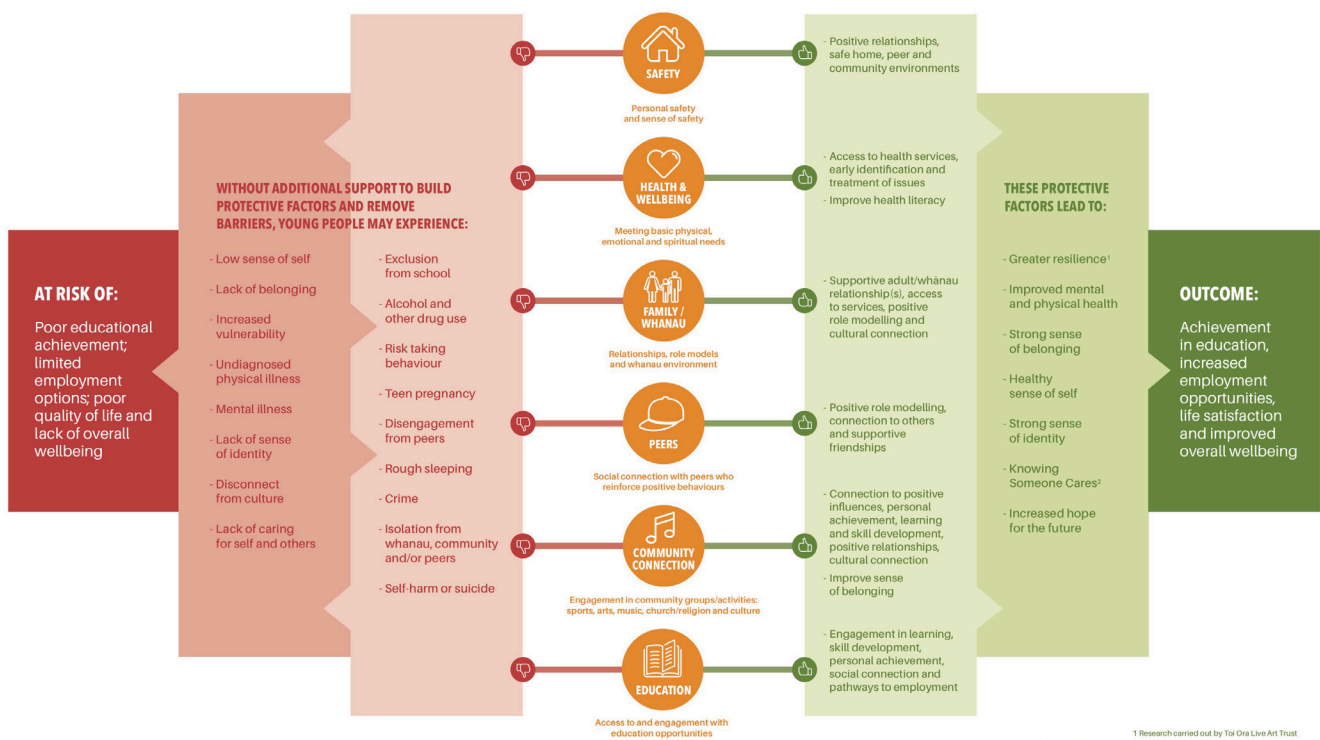 AT RISK OF:
Poor educational
achievement;
limited
employment
options; poor
quality of life and
lack of overall
wellbeing
WITHOUT ADDITIONAL SUPPORT TO BUILD
PROTECTIVE FACTORS AND REMOVE
BARRIERS, YOUNG PEOPLE MAY EXPERIENCE:
- Low sense of self
- Lack of belonging
- Increased
vulnerability
- Undiagnosed
physical illness
- Mental illness
- Lack of sense
of identity
- Disconnect
from culture
- Lack of caring
for self and others
- Exclusion
from school
- Alcohol and
other drug use
- Risk taking
behaviour
- Teen pregnancy
- Disengagement
from peers
- Rough sleeping
- Crime
- Isolation from
whanau, community
and/or peers
- Self-harm or suicide
SAFETY
Personal safety
and sense of safety
HEALTH &
WELLBEING
Meeting basic physical,
emotional and spiritual needs
FAMILY /
WHANAU
Relationships, role models
and whanau environment
PEERS
Social connection with peers who
reinforce positive behaviours
COMMUNITY
CONNECTION
Engagement in community groups/activities:
sports, arts, music, church/religion and culture
EDUCATION
Access to and engagement with
education opportunities
- Positive relationships,
safe home, peer and
community environments
- Access to health services,
early identification and
treatment of issues
- Improve health literacy
- Supportive adult/whānau
relationship(s), access
to services, positive
role modelling and
cultural connection
- Positive role modelling,
connection to others
and supportive
friendships
- Connection to positive
influences, personal
achievement, learning
and skill development,
positive relationships,
cultural connection
- Improve sense
of belonging
- Engagement in learning,
skill development,
personal achievement,
social connection and
pathways to employment
THESE PROTECTIVE
FACTORS LEAD TO:
- Greater resilience¹
- Improved mental
and physical health
- Strong sense
of belonging
- Healthy
sense of self
- Strong sense
of identity
- Knowing
Someone Cares²
- Increased hope
for the future
OUTCOME:
Achievement
in education,
increased
employment
opportunities,
life satisfaction
and improved
overall wellbeing
1 Research carried out by Toi Ora Live Art Trust